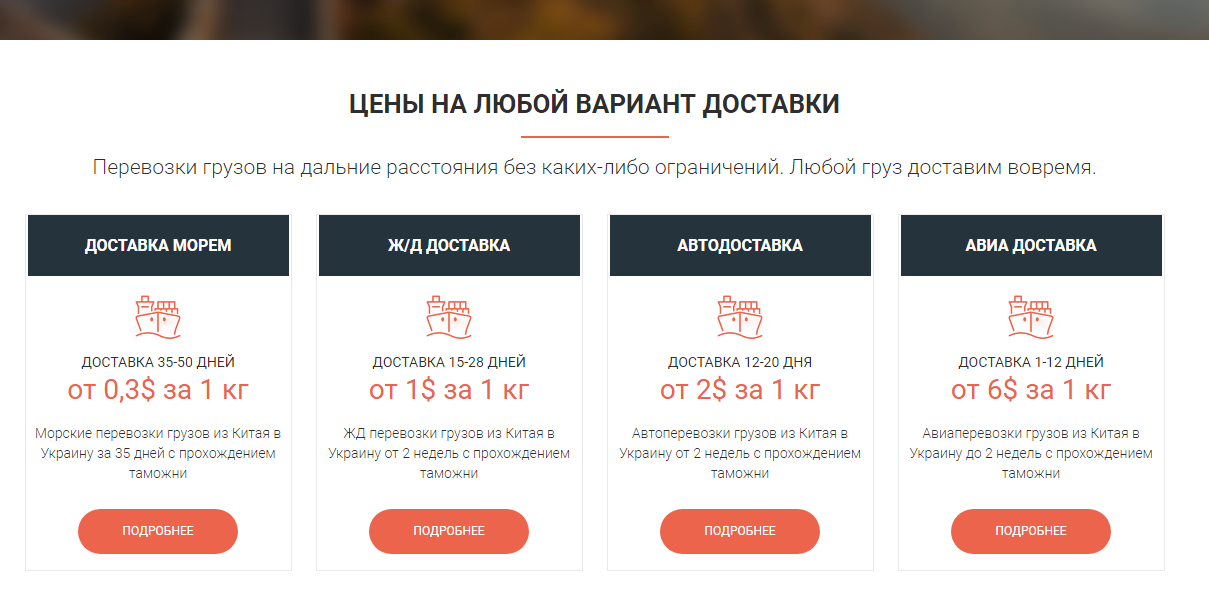 ЦЕНЫ НА ЛЮБОЙ ВАРИАНТ ДОСТАВКИ
Перевозки грузов на дальние расстояния без каких-либо ограничений. Любой груз доставим вовремя.
ДОСТАВКА МОРЕМ
ДОСТАВКА 35-50 ДНЕЙ
от 0,3$ за 1 кг
Морские перевозки грузов из Китая в
Украину за 35 дней с прохождением
таможни
ПОДРОБНЕЕ
Ж/Д ДОСТАВКА
ДОСТАВКА 15-28 ДНЕЙ
от 1$ за 1 кг
ЖД перевозки грузов из Китая в
Украину от 2 недель с прохождением
таможни
ПОДРОБНЕЕ
АВТОДОСТАВКА
ДОСТАВКА 12-20 ДНЯ
от 2$ за 1 кг
Автоперевозки грузов из Китая в
Украину от 2 недель с прохождением
таможни
ПОДРОБНЕЕ
АВИА ДОСТАВКА
ДОСТАВКА 1-12 ДНЕЙ
от 6$ за 1 кг
Авиаперевозки грузов из Китая в
Украину до 2 недель с прохождением
таможни
ПОДРОБНЕЕ